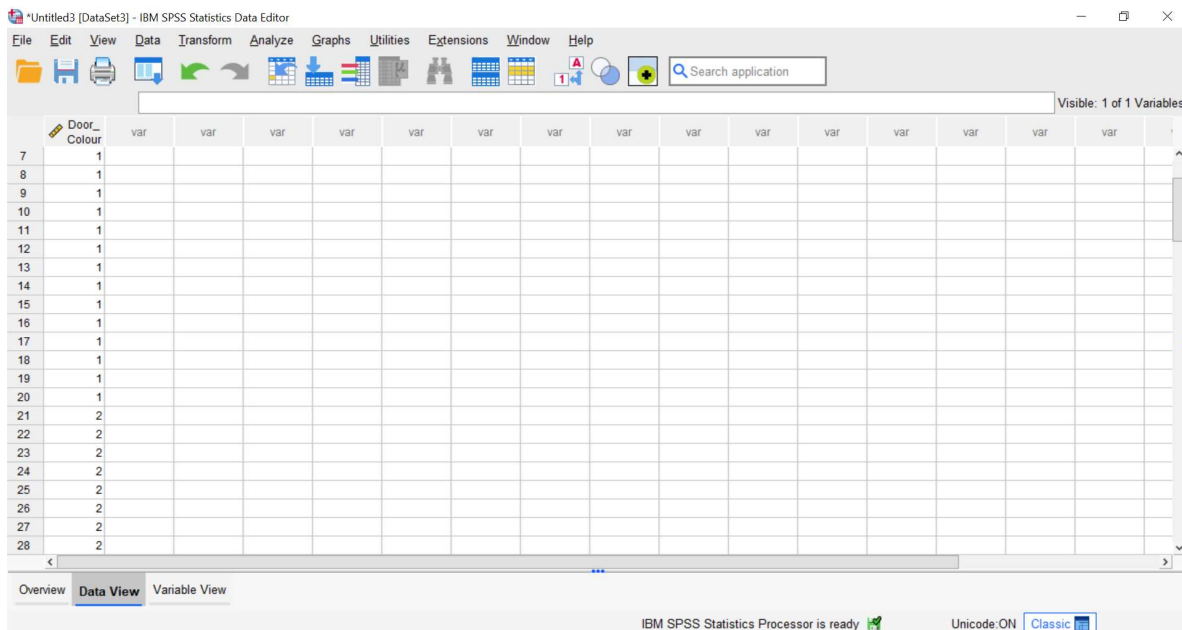 *Untitled3 [DataSet3] - IBM SPSS Statistics Data Editor
File Edit View Data Transform Analyze Graphs Utilities Extensions Window Help
A
1
μ
Search application
Visible: 1 of 1 Variables
Door_
Colour var var var var var var var var var var var var var var var
7 1
8 1
9 1
10 1
11 1
12 1
13 1
14 1
15 1
16 1
17 1
18 1
19 1
20 1
21 2
22 2
23 2
24 2
25 2
26 2
27 2
28 2
Overview Data View Variable View
IBM SPSS Statistics Processor is ready Unicode:ON Classic